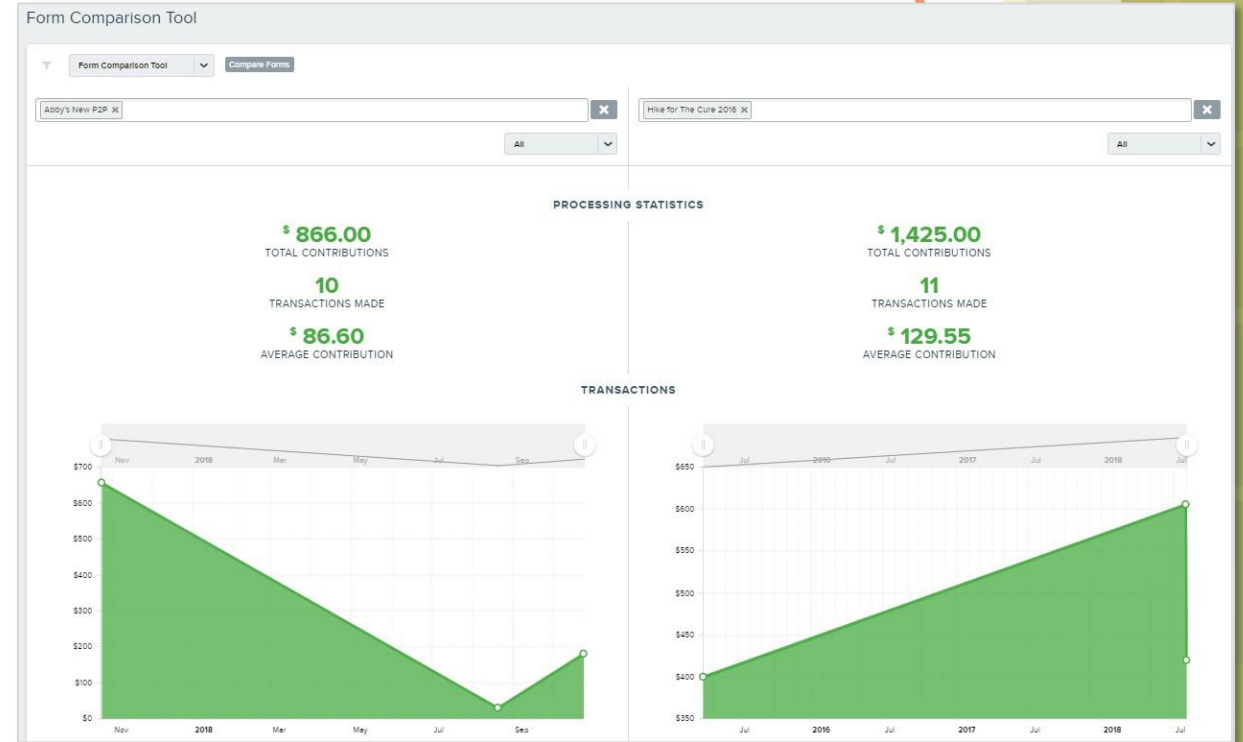 Form Comparison Tool
Form Comparison Tool
Compare Forms
Abby's New P2P ×
Hike for The Cure 2016 ×
All
All
PROCESSING STATISTICS
$ 866.00
TOTAL CONTRIBUTIONS
10
TRANSACTIONS MADE
$ 86.60
AVERAGE CONTRIBUTION
$ 1,425.00
TOTAL CONTRIBUTIONS
11
TRANSACTIONS MADE
$ 129.55
AVERAGE CONTRIBUTION
TRANSACTIONS
Nov 2018 Mar May Jul Sep
$700
$600
$500
$400
$300
$200
$100
$0
Nov 2018 Mar May Jul Sep
Jul 2016 Jul 2017 Jul 2018 Jul
$650
$600
$550
$500
$450
$400
$350
Jul 2016 Jul 2017 Jul 2018 Jul